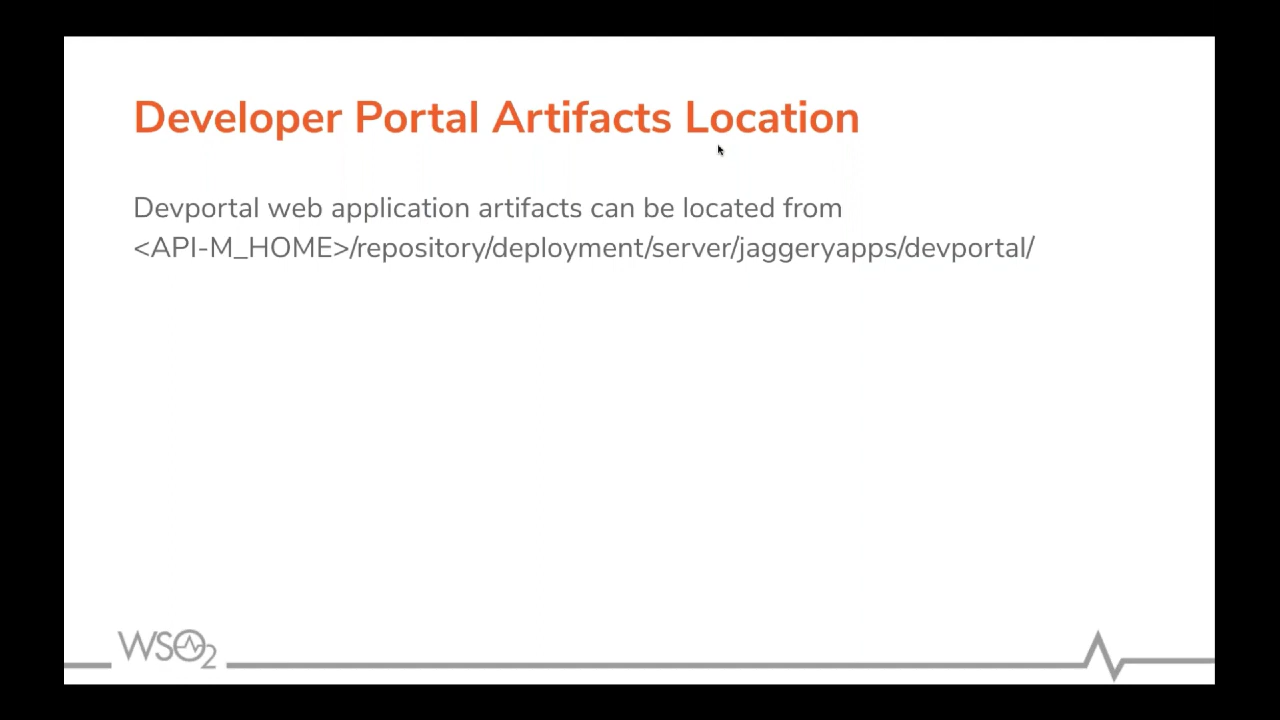 Developer Portal Artifacts Location
Devportal web application artifacts can be located from
<API-M_HOME>/repository/deployment/server/jaggeryapps/devportal/
WSO2